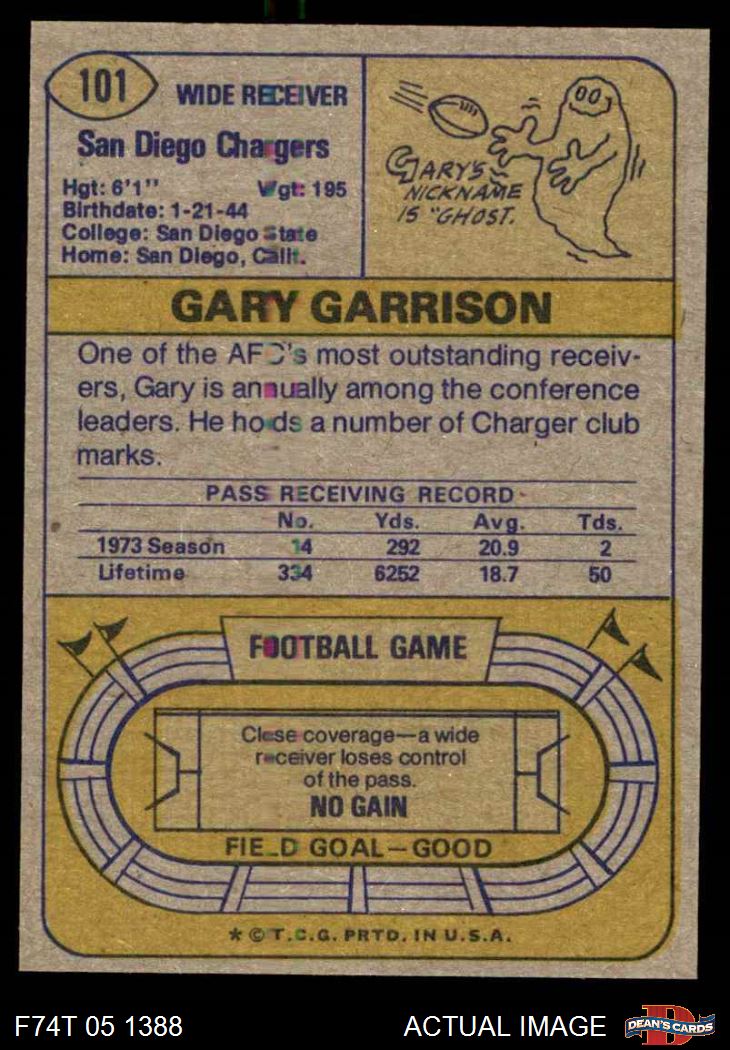 101
WIDE RECEIVER
San Diego Chargers
Hgt: 6'1" Wgt: 195
Birthdate: 1-21-44
College: San Diego State
Home: San Diego, Calif.
GARY'S
NICKNAME
IS "GHOST.
GARY GARRISON
One of the AFC's most outstanding receiv-
ers, Gary is annually among the conference
leaders. He holds a number of Charger club
marks.
PASS RECEIVING RECORD
No. Yds. Avg. Tds.
1973 Season 14 292 20.9 2
Lifetime 334 6252 18.7 50
FOOTBALL GAME
Close coverage—a wide
receiver loses control
of the pass.
NO GAIN
FIELD GOAL—GOOD
* © T.C.G. PRTD. IN U.S.A.
F74T 05 1388 ACTUAL IMAGE D DEAN'S CARDS